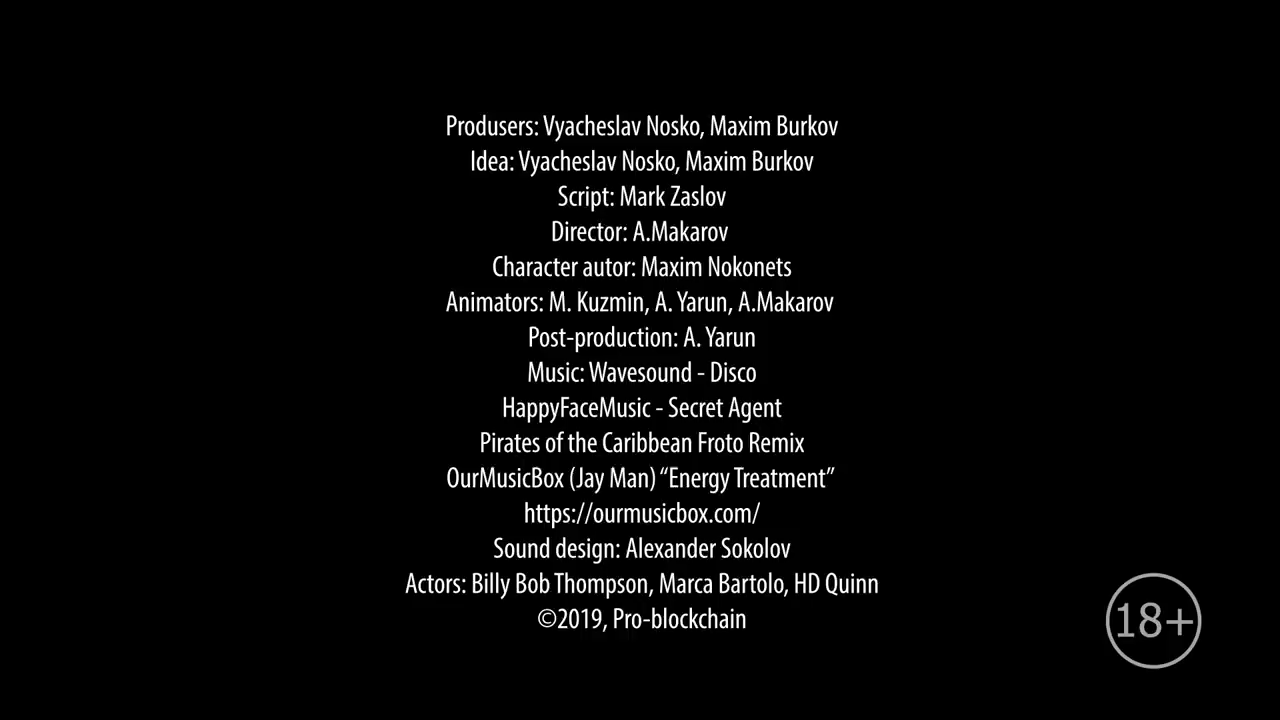 Produsers: Vyacheslav Nosko, Maxim Burkov
Idea: Vyacheslav Nosko, Maxim Burkov
Script: Mark Zaslov
Director: A.Makarov
Character autor: Maxim Nokonets
Animators: M. Kuzmin, A. Yarun, A.Makarov
Post-production: A. Yarun
Music: Wavesound - Disco
HappyFaceMusic - Secret Agent
Pirates of the Caribbean Froto Remix
OurMusicBox (Jay Man) “Energy Treatment”
https://ourmusicbox.com/
Sound design: Alexander Sokolov
Actors: Billy Bob Thompson, Marca Bartolo, HD Quinn
©2019, Pro-blockchain
18+